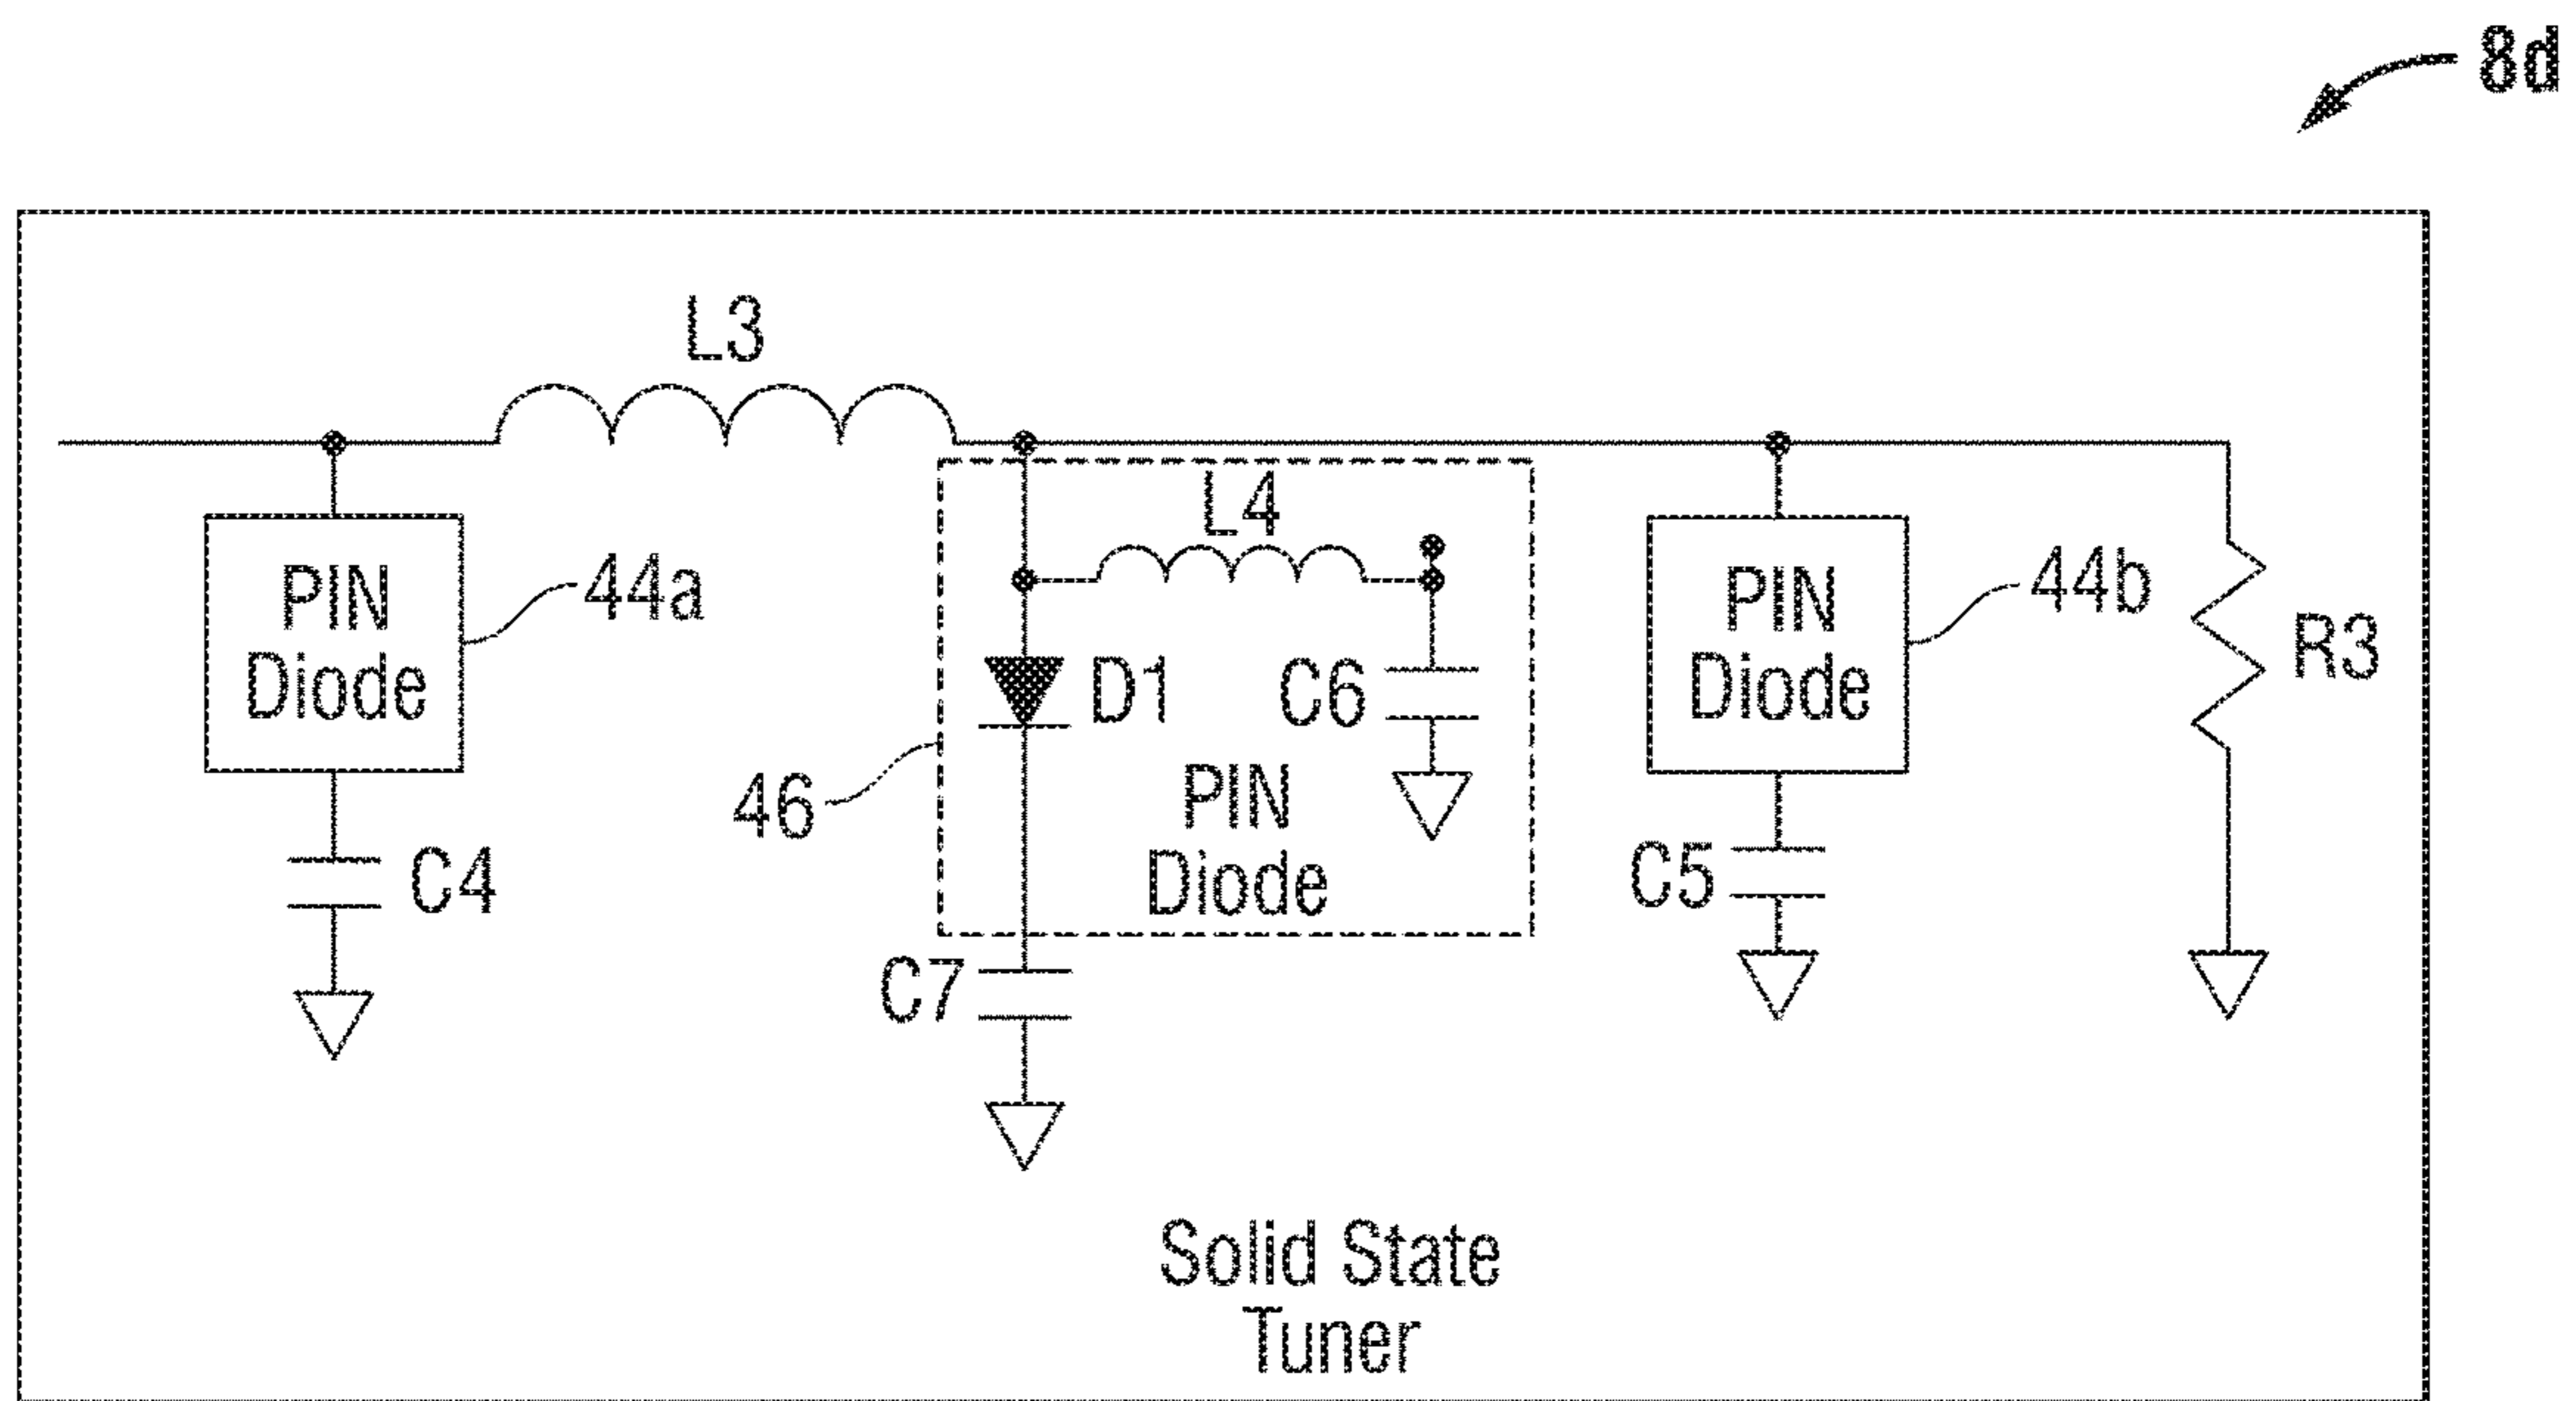 8d
L3
L4
PIN
Diode
44a
D1
C6
PIN
Diode
44b
R3
46
PIN
Diode
C4
C5
C7
Solid State
Tuner